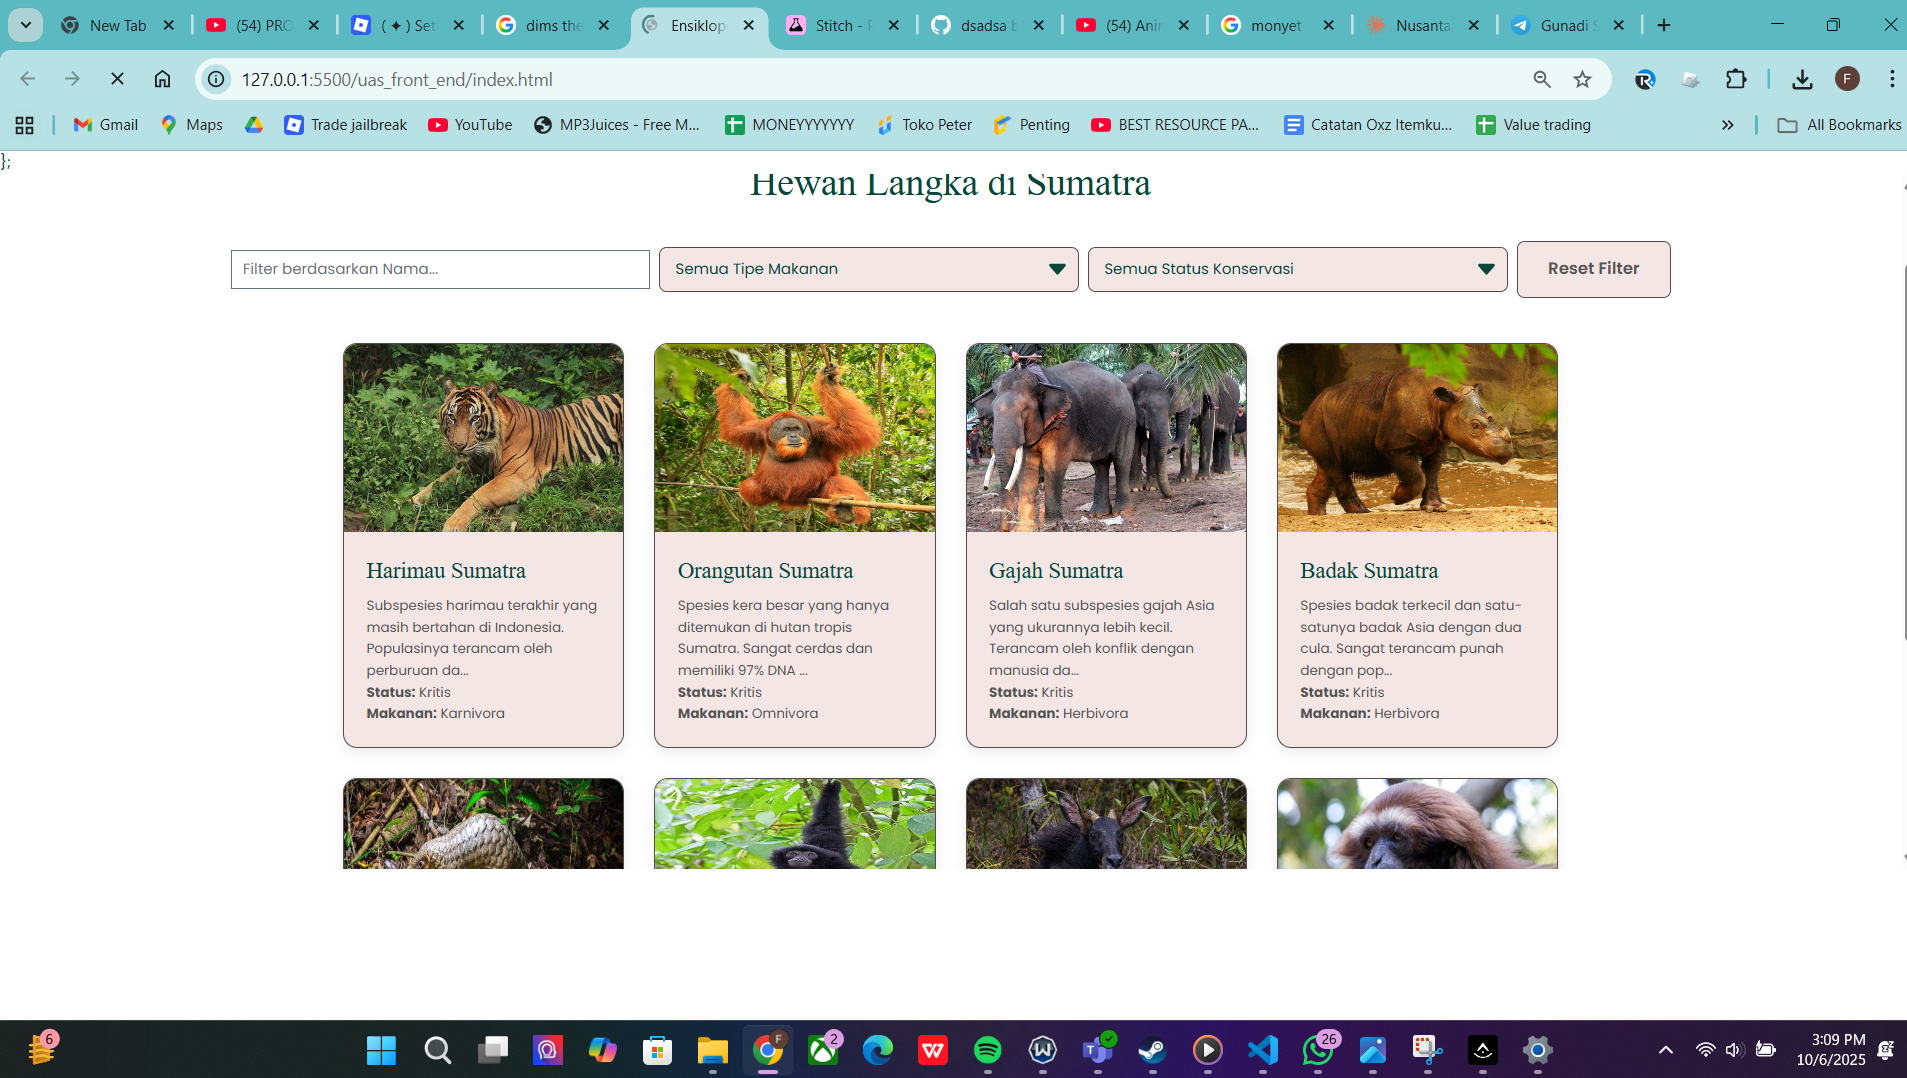 New Tab
(54) PRO
( ✦ ) Set
dims the
Ensiklop
Stitch -
dsadsa b
(54) Anir
monyet
Nusanta
Gunadi S
127.0.0.1:5500/uas_front_end/index.html
F
Gmail
Maps
Trade jailbreak
YouTube
MP3Juices - Free M...
MONEYYYYYYY
Toko Peter
Penting
BEST RESOURCE PA...
Catatan Oxz Itemku...
Value trading
All Bookmarks
};
Hewan Langka di Sumatra
Filter berdasarkan Nama...
Semua Tipe Makanan
Semua Status Konservasi
Reset Filter
Harimau Sumatra
Subspesies harimau terakhir yang
masih bertahan di Indonesia.
Populasinya terancam oleh
perburuan da...
Status: Kritis
Makanan: Karnivora
Orangutan Sumatra
Spesies kera besar yang hanya
ditemukan di hutan tropis
Sumatra. Sangat cerdas dan
memiliki 97% DNA ...
Status: Kritis
Makanan: Omnivora
Gajah Sumatra
Salah satu subspesies gajah Asia
yang ukurannya lebih kecil.
Terancam oleh konflik dengan
manusia da...
Status: Kritis
Makanan: Herbivora
Badak Sumatra
Spesies badak terkecil dan satu-
satunya badak Asia dengan dua
cula. Sangat terancam punah
dengan pop...
Status: Kritis
Makanan: Herbivora
6
F
2
26
3:09 PM
10/6/2025